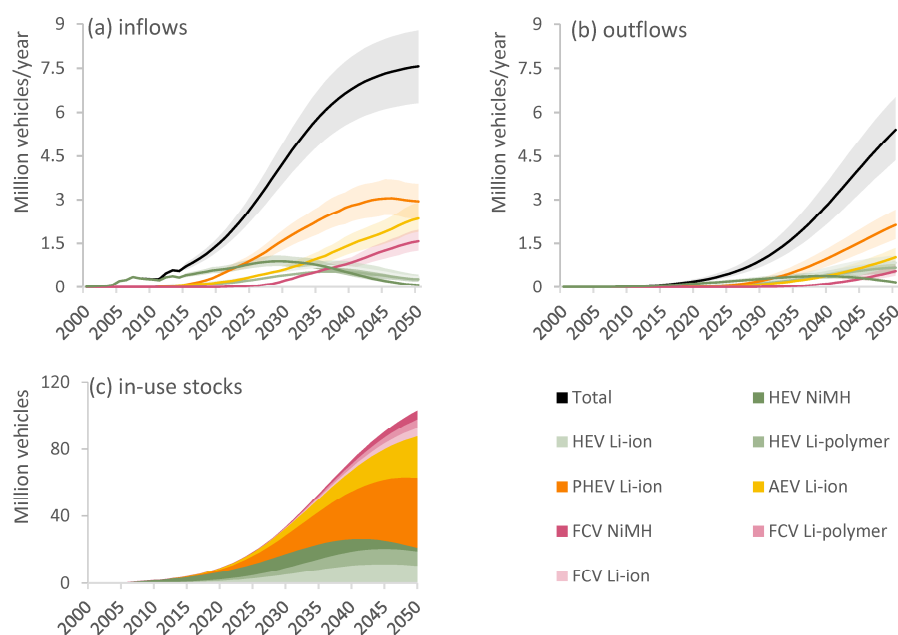 (a) inflows
Million vehicles/year
9
7.5
6
4.5
3
1.5
0
2000 2005 2010 2015 2020 2025 2030 2035 2040 2045 2050
(b) outflows
Million vehicles/year
9
7.5
6
4.5
3
1.5
0
2000 2005 2010 2015 2020 2025 2030 2035 2040 2045 2050
(c) in-use stocks
Million vehicles
120
80
40
0
2000 2005 2010 2015 2020 2025 2030 2035 2040 2045 2050
Total
HEV NiMH
HEV Li-ion
HEV Li-polymer
PHEV Li-ion
AEV Li-ion
FCV NiMH
FCV Li-polymer
FCV Li-ion